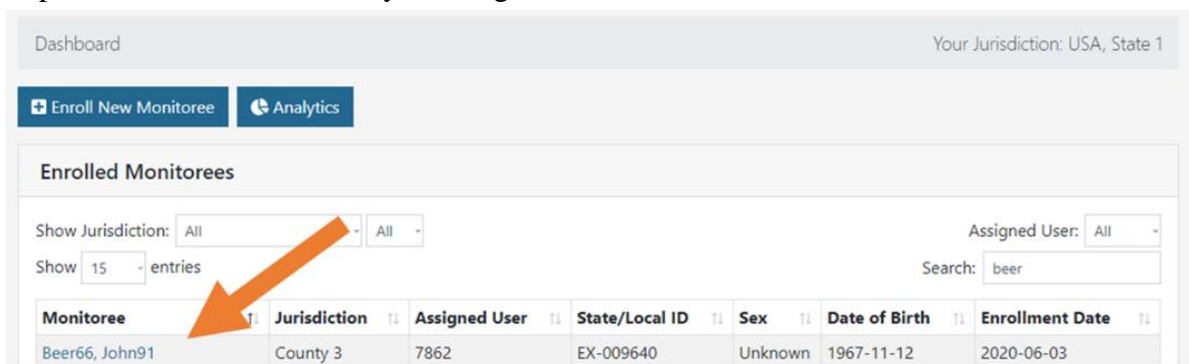 Dashboard Your Jurisdiction: USA, State 1
Enroll New Monitoree Analytics
Enrolled Monitorees
Show Jurisdiction: All All Assigned User: All
Show 15 entries Search: beer
Monitoree Jurisdiction Assigned User State/Local ID Sex Date of Birth Enrollment Date
Beer66, John91 County 3 7862 EX-009640 Unknown 1967-11-12 2020-06-03